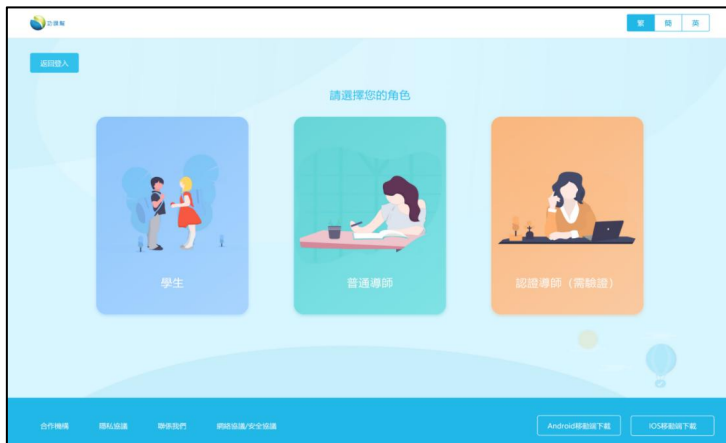 繁 簡 英
返回登入
請選擇您的角色
學生
普通導師
認證導師（需驗證）
合作機構 隱私協議 聯係我們 網絡協議/安全協議 Android移動端下載 IOS移動端下載